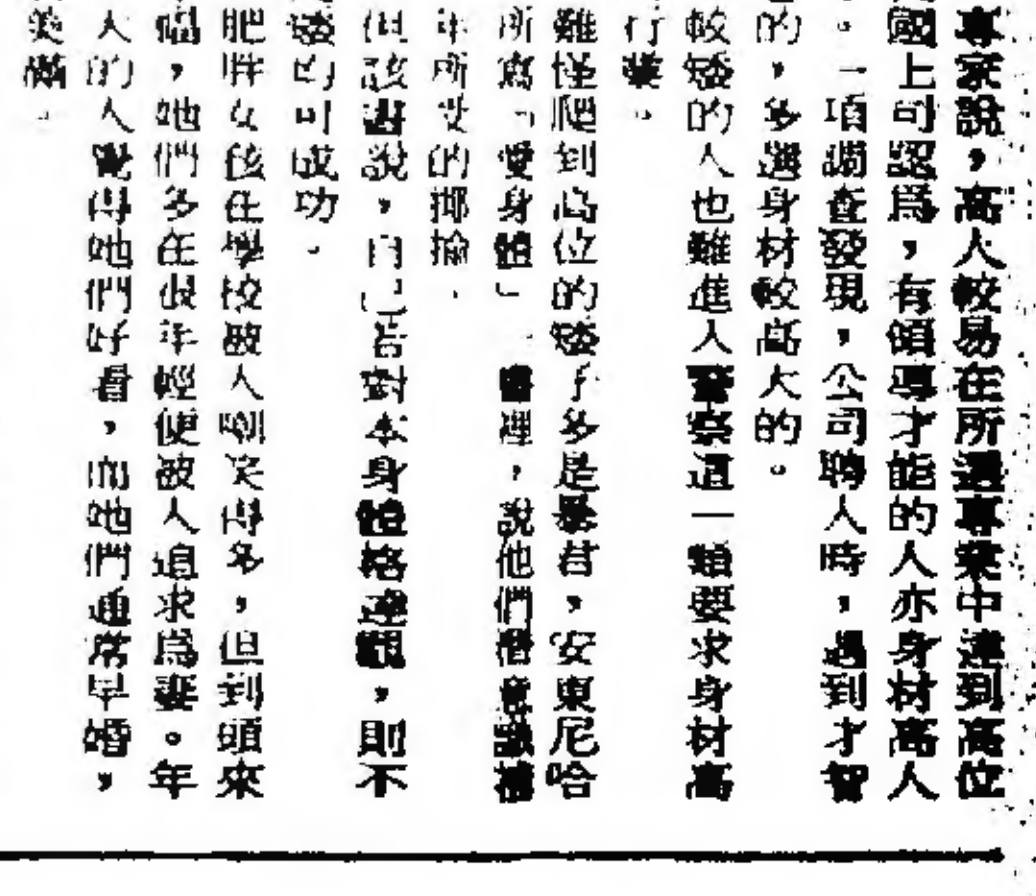 專家說，高人較易在所選專業中達到高位
國上司認爲，有領導才能的人亦身材高人
。一項調查發現，公司聘人時，遇到才智
的，多選身材較高大的。
較矮的人也難進入警察這一類要求身材高
行業。
難怪爬到高位的矮子多是暴君，安東尼哈
所寫「愛身體」一書裡，說他們潛意識補
年所受的揶揄。
但該書說，自己若對本身體格達觀，則不
矮的可成功。
肥胖女孩在學校被人嘲笑得多，但到頭來
福，她們多在很年輕便被人追求爲妻。年
大的人覺得她們好看，而她們通常早婚，
美滿。